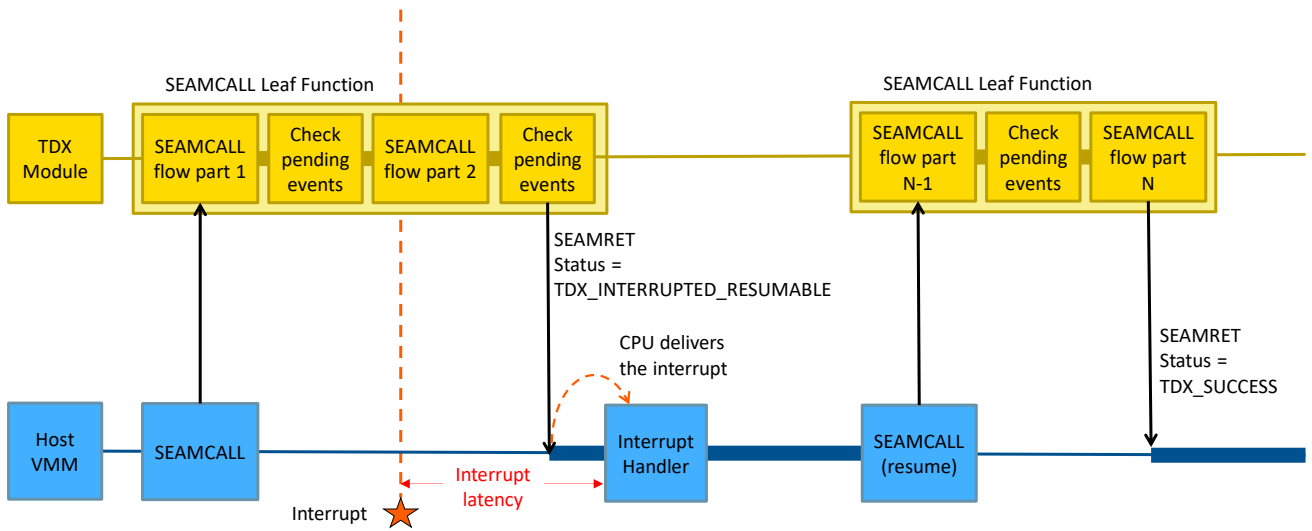 SEAMCALL Leaf Function
SEAMCALL Leaf Function
TDX
Module
SEAMCALL
flow part 1
Check
pending
events
SEAMCALL
flow part 2
Check
pending
events
SEAMCALL
flow part
N-1
Check
pending
events
SEAMCALL
flow part
N
SEAMRET
Status =
TDX_INTERRUPTED_RESUMABLE
CPU delivers
the interrupt
SEAMRET
Status =
TDX_SUCCESS
Host
VMM
SEAMCALL
Interrupt
Handler
SEAMCALL
(resume)
Interrupt
latency
Interrupt